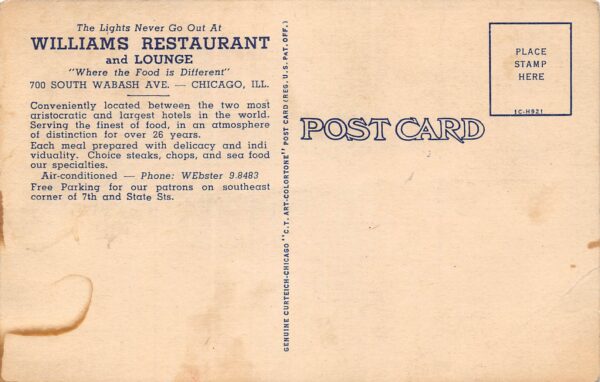 The Lights Never Go Out At
WILLIAMS RESTAURANT
and LOUNGE
"Where the Food is Different"
700 SOUTH WABASH AVE. — CHICAGO, ILL.
Conveniently located between the two most
aristocratic and largest hotels in the world.
Serving the finest of food, in an atmosphere
of distinction for over 26 years.
Each meal prepared with delicacy and indi
viduality. Choice steaks, chops, and sea food
our specialties.
Air-conditioned — Phone: WEbster 9.8483
Free Parking for our patrons on southeast
corner of 7th and State Sts.
GENUINE CURTEICH-CHICAGO "C.T. ART-COLORTONE" POST CARD (REG. U.S. PAT. OFF.)
POST CARD
PLACE
STAMP
HERE
1C-H921